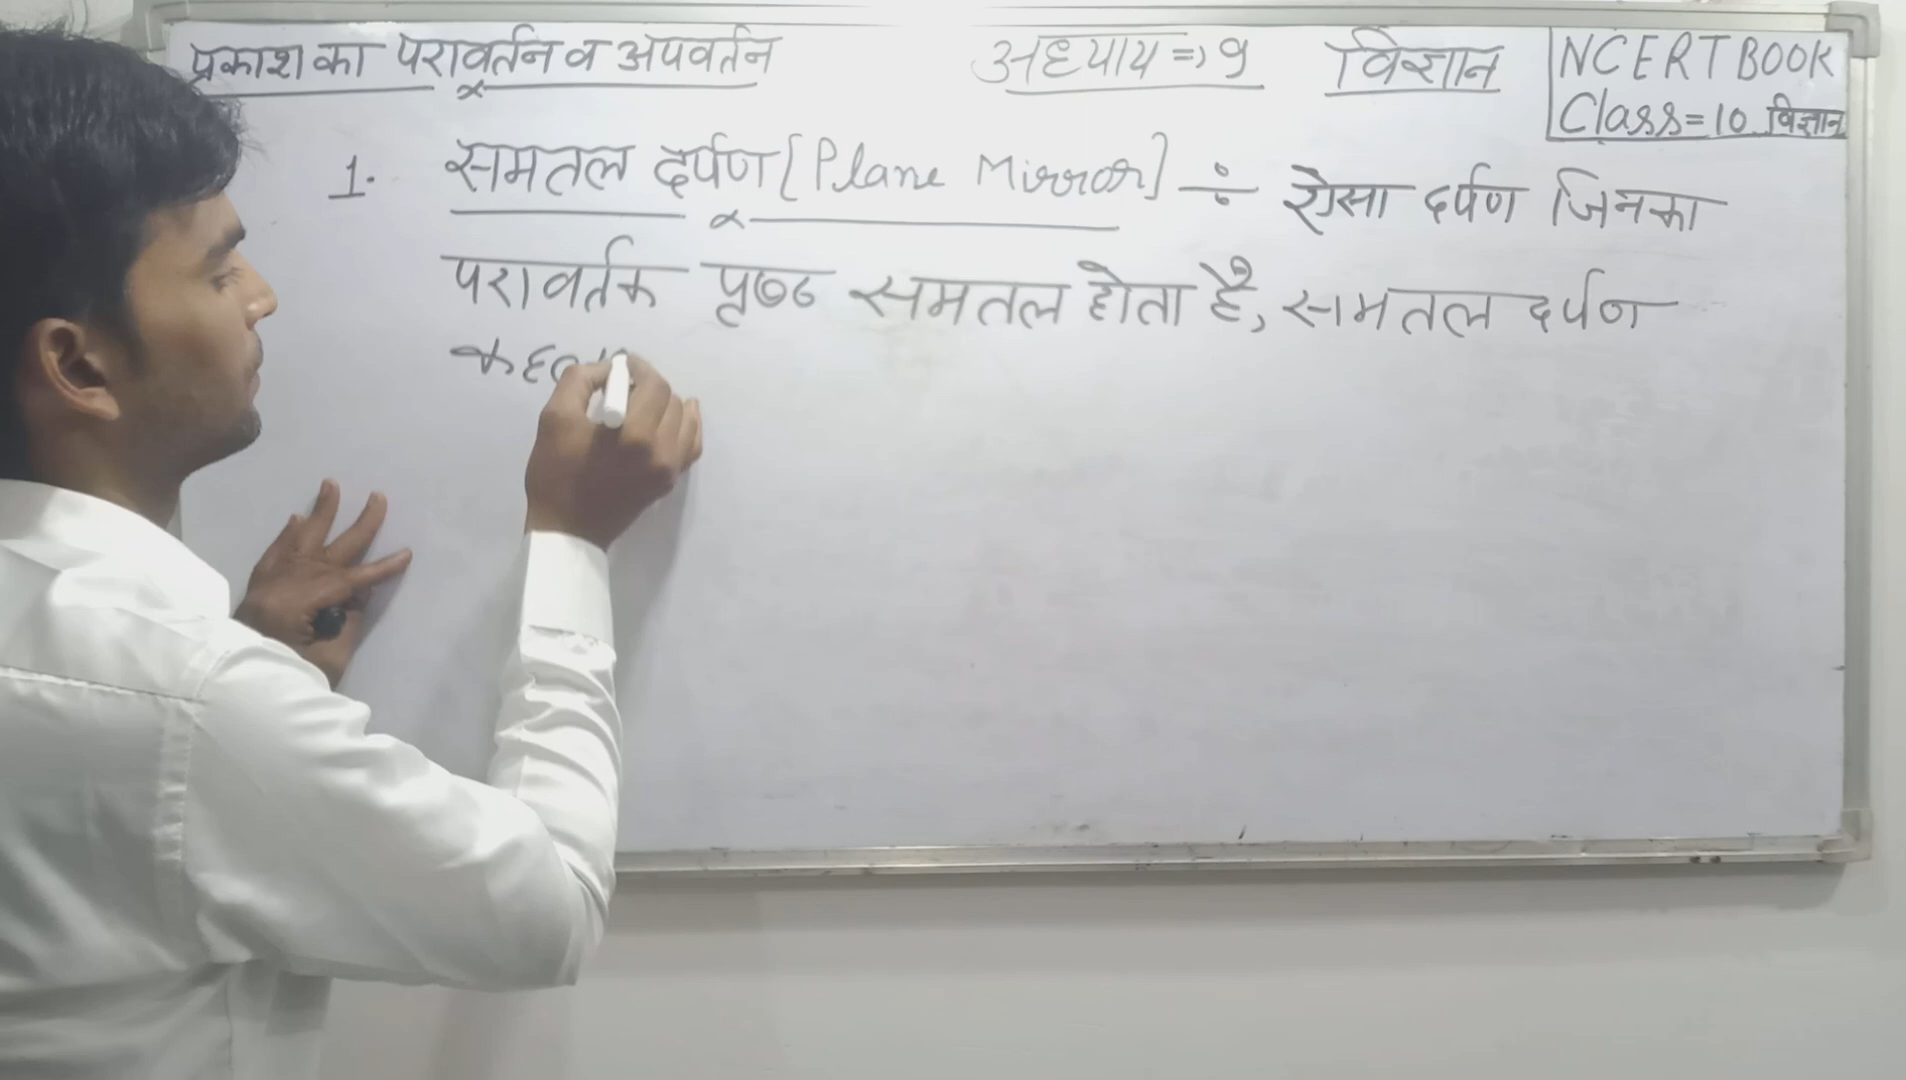 प्रकाश का परावर्तन व अपवर्तन अध्याय => 9 विज्ञान NCERT BOOK
Class = 10 विज्ञान
1. समतल दर्पण [Plane Mirror] ÷ ऐसा दर्पण जिनका
परावर्तक पृष्ठ समतल होता है, समतल दर्पण